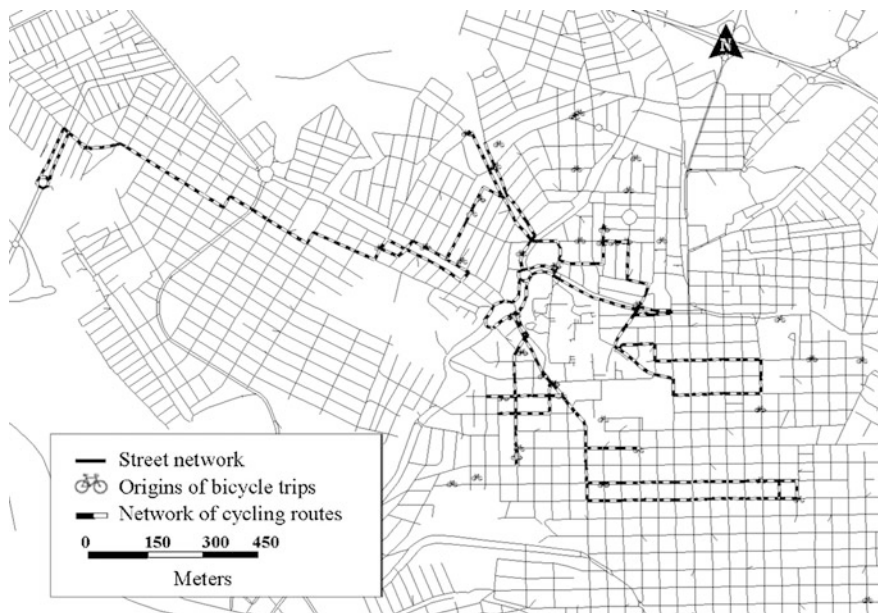 N
Street network
Origins of bicycle trips
Network of cycling routes
0 150 300 450
Meters